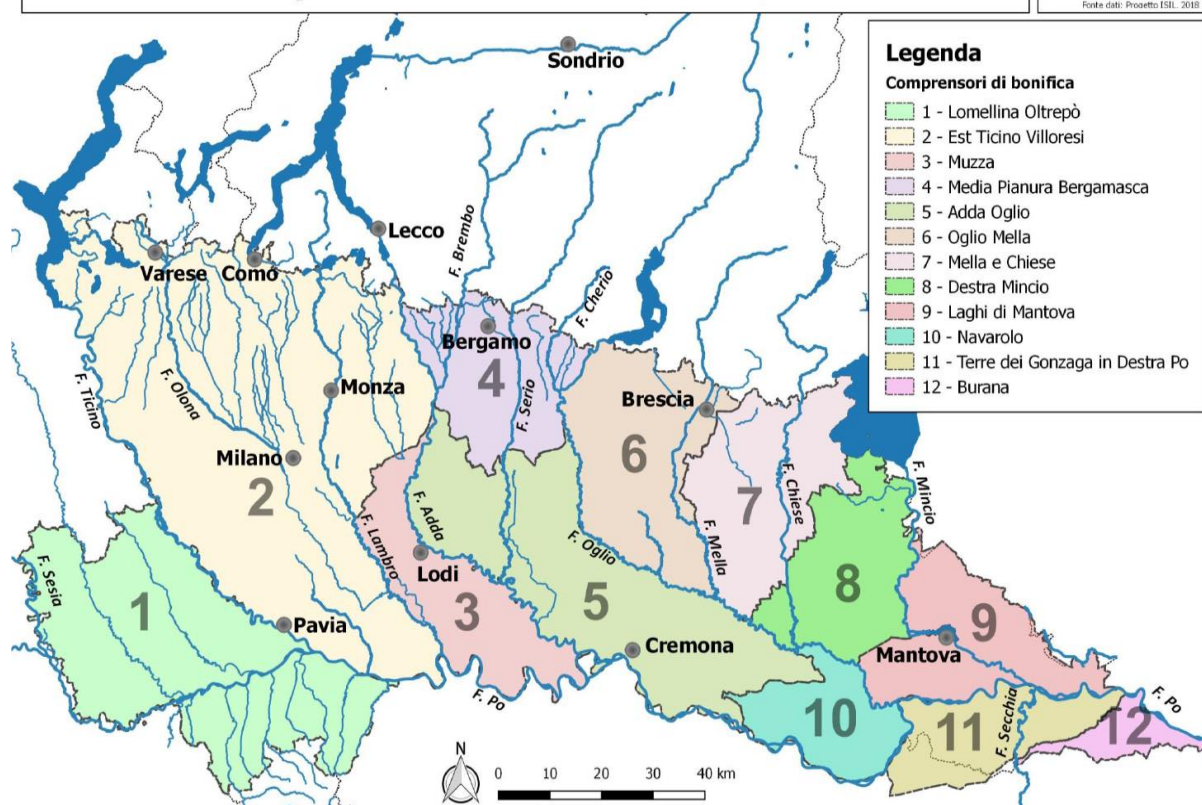 Fonte dati: Progetto ISIL. 2018
Legenda
Comprensori di bonifica
1 - Lomellina Oltrepò
2 - Est Ticino Villoresi
3 - Muzza
4 - Media Pianura Bergamasca
5 - Adda Oglio
6 - Oglio Mella
7 - Mella e Chiese
8 - Destra Mincio
9 - Laghi di Mantova
10 - Navarolo
11 - Terre dei Gonzaga in Destra Po
12 - Burana
Sondrio
Lecco
Varese
Como
F. Brembo
F. Cherio
Bergamo
4
F. Serio
F. Ticino
F. Olona
Monza
Brescia
Milano
2
6
7
F. Chiese
F. Mincio
F. Adda
F. Lambro
Lodi
F. Oglio
F. Mella
F. Sesia
1
Pavia
3
5
8
9
Cremona
Mantova
F. Po
10
11
F. Secchia
12
F. Po
N
0 10 20 30 40 km